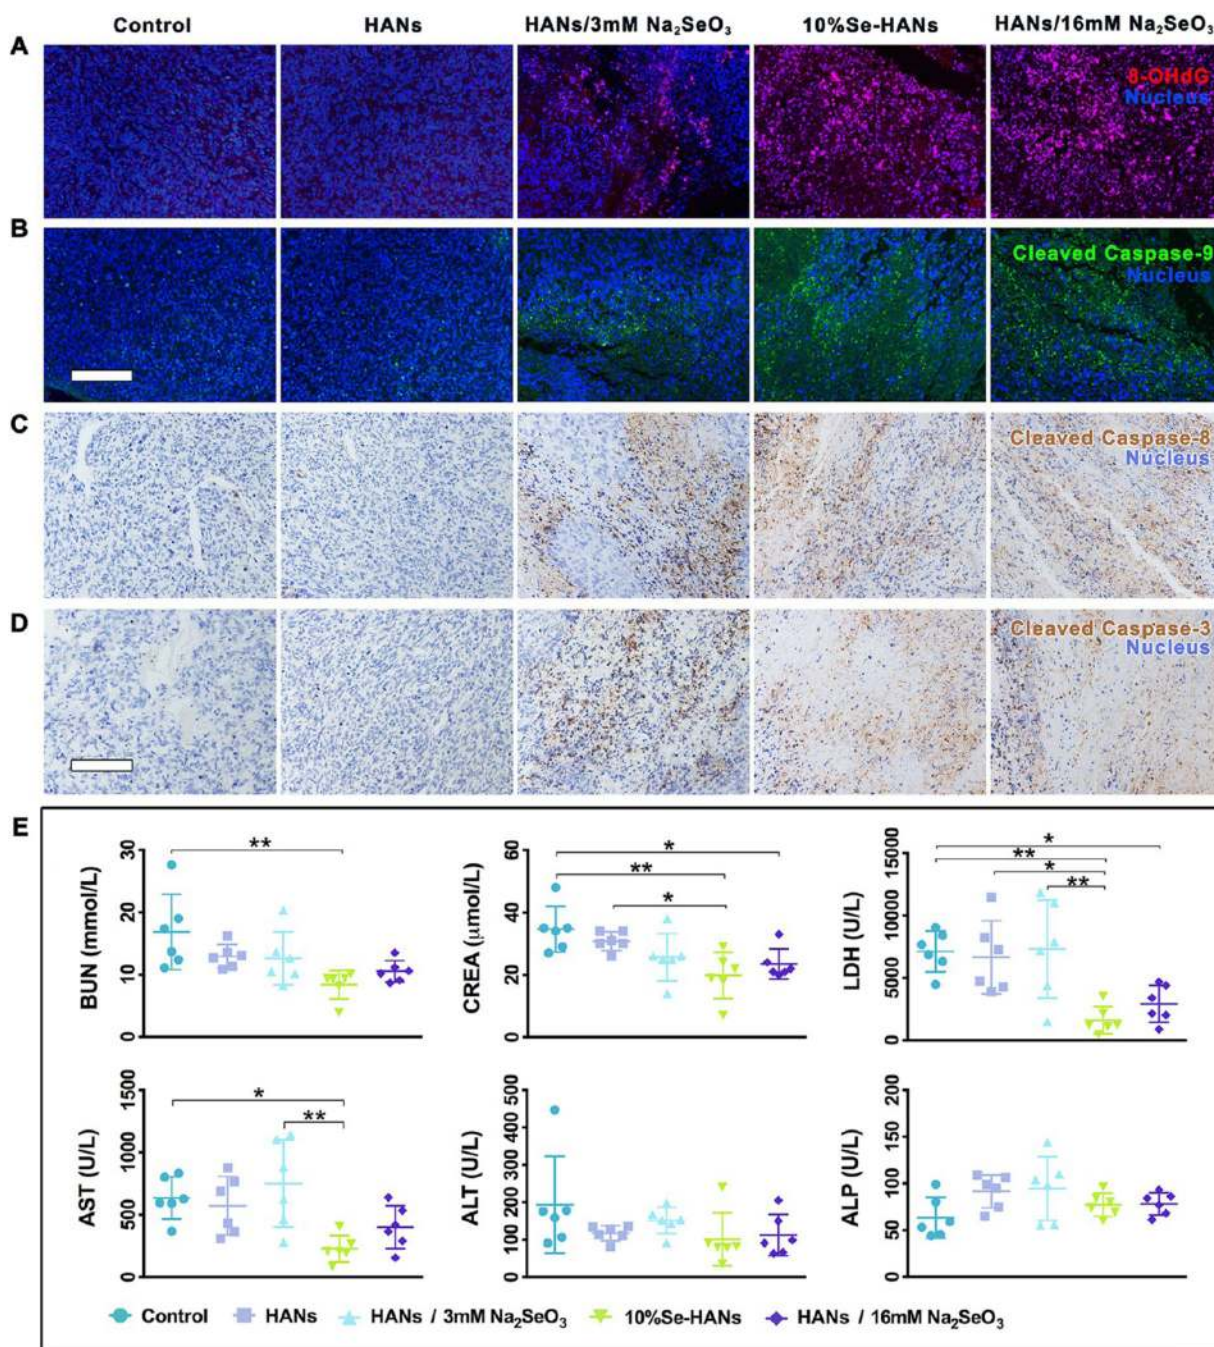 Control HANs HANs/3mM Na₂SeO₃ 10%Se-HANs HANs/16mM Na₂SeO₃
A
8-OHdG
Nucleus
B
Cleaved Caspase-9
Nucleus
C
Cleaved Caspase-8
Nucleus
D
Cleaved Caspase-3
Nucleus
E
BUN (mmol/L)
30
20
10
0
**
CREA (μmol/L)
60
40
20
0
*
**
*
LDH (U/L)
15000
10000
5000
0
*
**
*
**
AST (U/L)
1500
1000
500
0
*
**
ALT (U/L)
500
400
300
200
100
0
ALP (U/L)
200
150
100
50
0
Control HANs HANs / 3mM Na₂SeO₃ 10%Se-HANs HANs / 16mM Na₂SeO₃